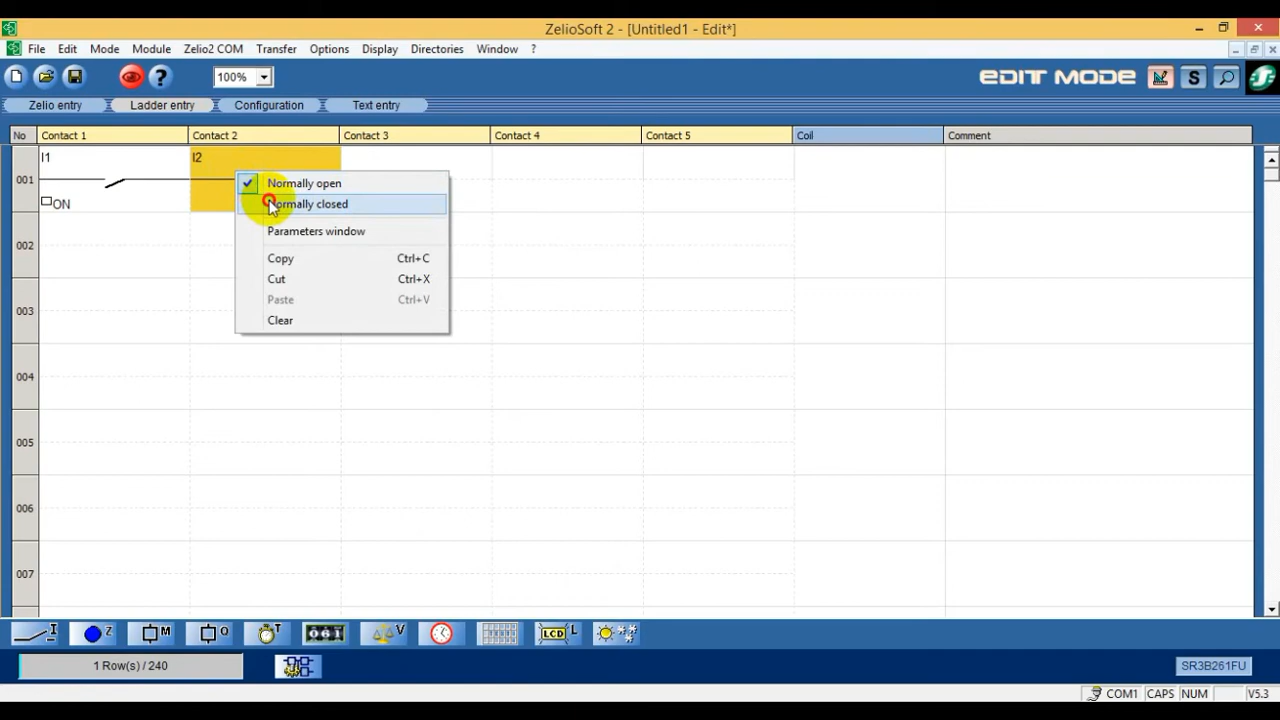 ZelioSoft 2 - [Untitled1 - Edit*]
File Edit Mode Module Zelio2 COM Transfer Options Display Directories Window ?
100% EDIT MODE S
Zelio entry Ladder entry Configuration Text entry
No Contact 1 Contact 2 Contact 3 Contact 4 Contact 5 Coil Comment
I1 I2
001
ON
Normally open
ormally closed
Parameters window
Copy Ctrl+C
Cut Ctrl+X
Paste Ctrl+V
Clear
002
003
004
005
006
007
I Z M O T 061 V LCD L
1 Row(s) / 240 SR3B261FU
COM1 CAPS NUM V5.3